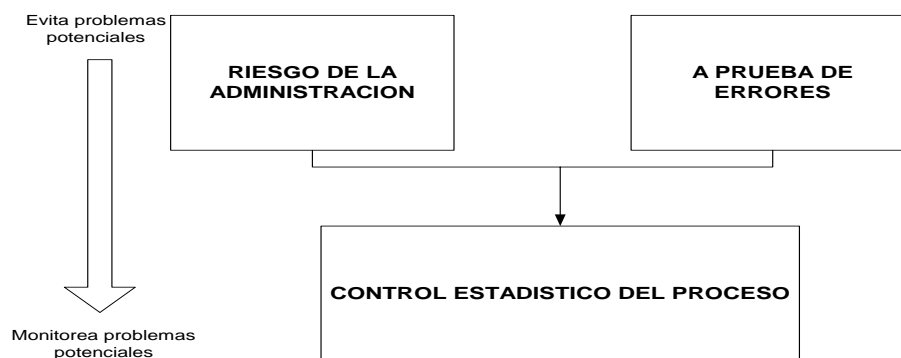 Evita problemas
potenciales
RIESGO DE LA
ADMINISTRACION
A PRUEBA DE
ERRORES
CONTROL ESTADISTICO DEL PROCESO
Monitorea problemas
potenciales